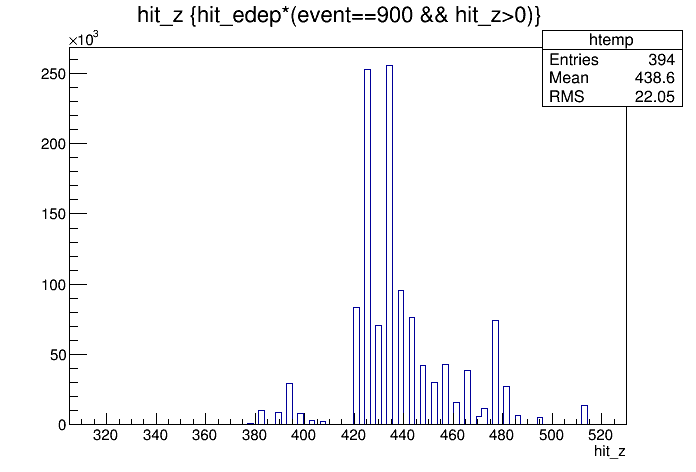 hit_z {hit_edep*(event==900 && hit_z>0)}
×10³
htemp
Entries 394
Mean 438.6
RMS 22.05
250
200
150
100
50
0
320 340 360 380 400 420 440 460 480 500 520
hit_z